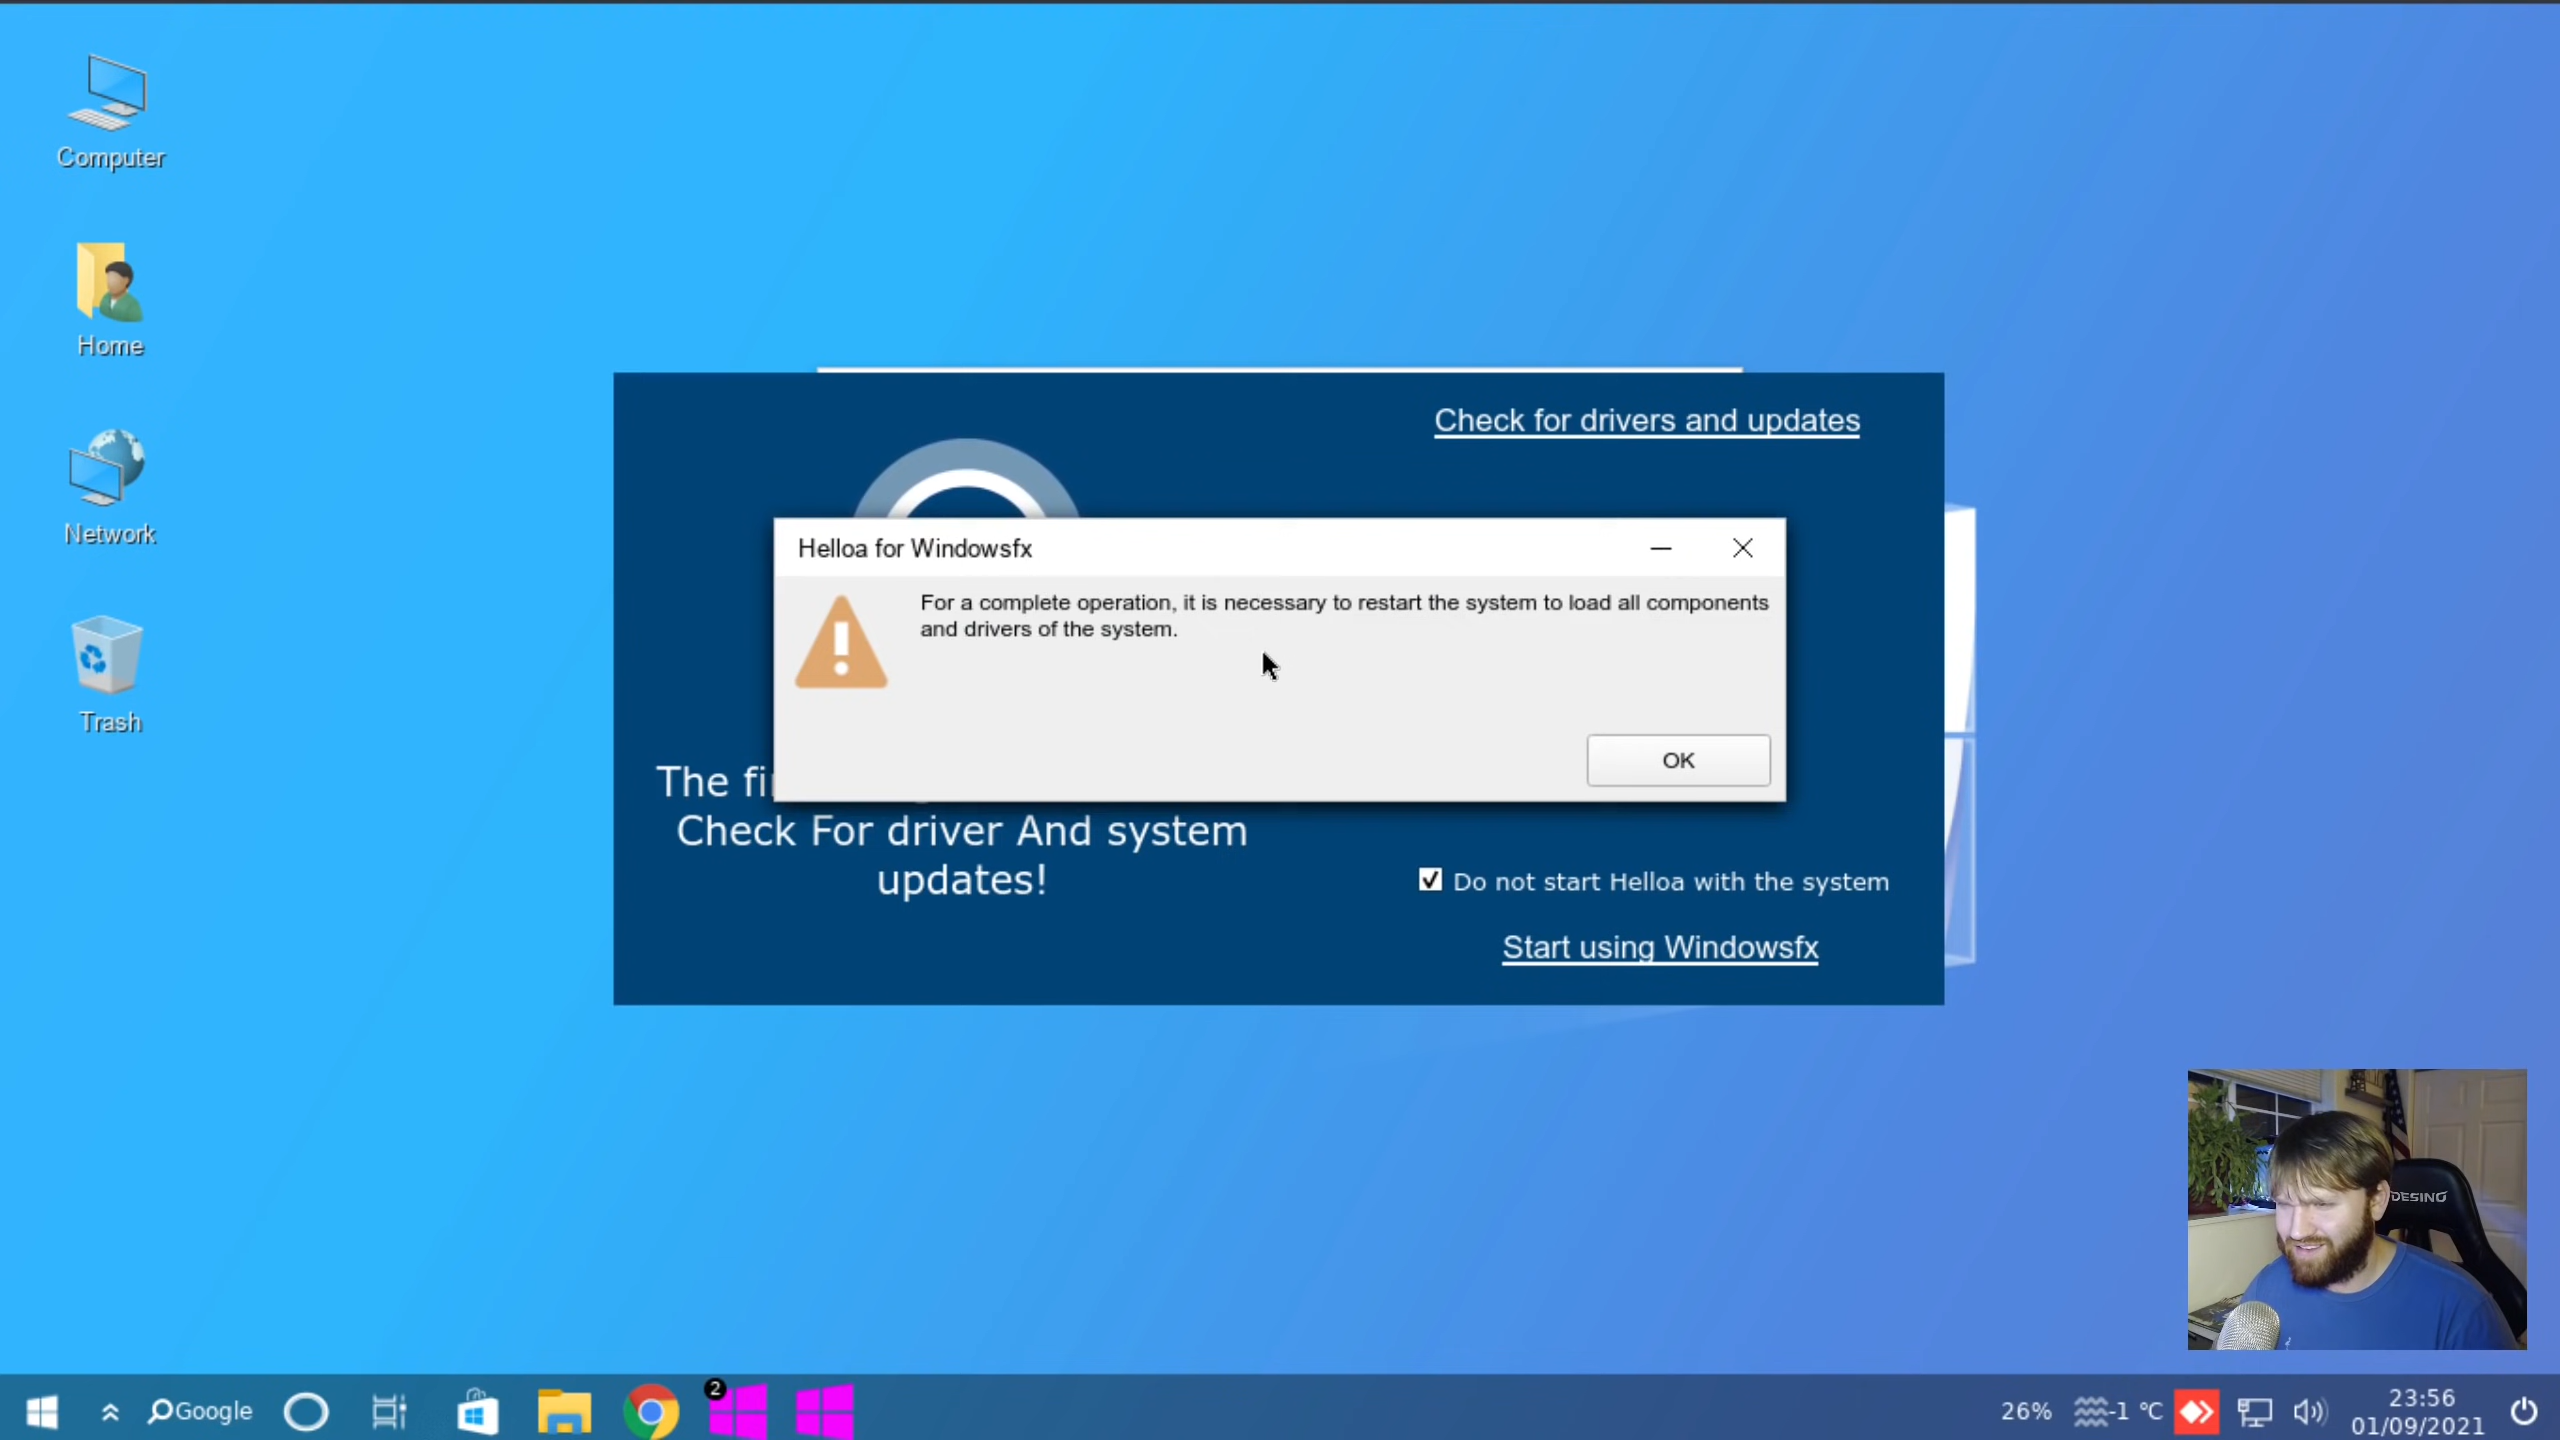 Computer
Home
Network
Trash
Check for drivers and updates
Helloa for Windowsfx
For a complete operation, it is necessary to restart the system to load all components
and drivers of the system.
OK
The fi
Check For driver And system
updates!
Do not start Helloa with the system
Start using Windowsfx
DESINO
Google
2
26%
-1 °C
23:56
01/09/2021